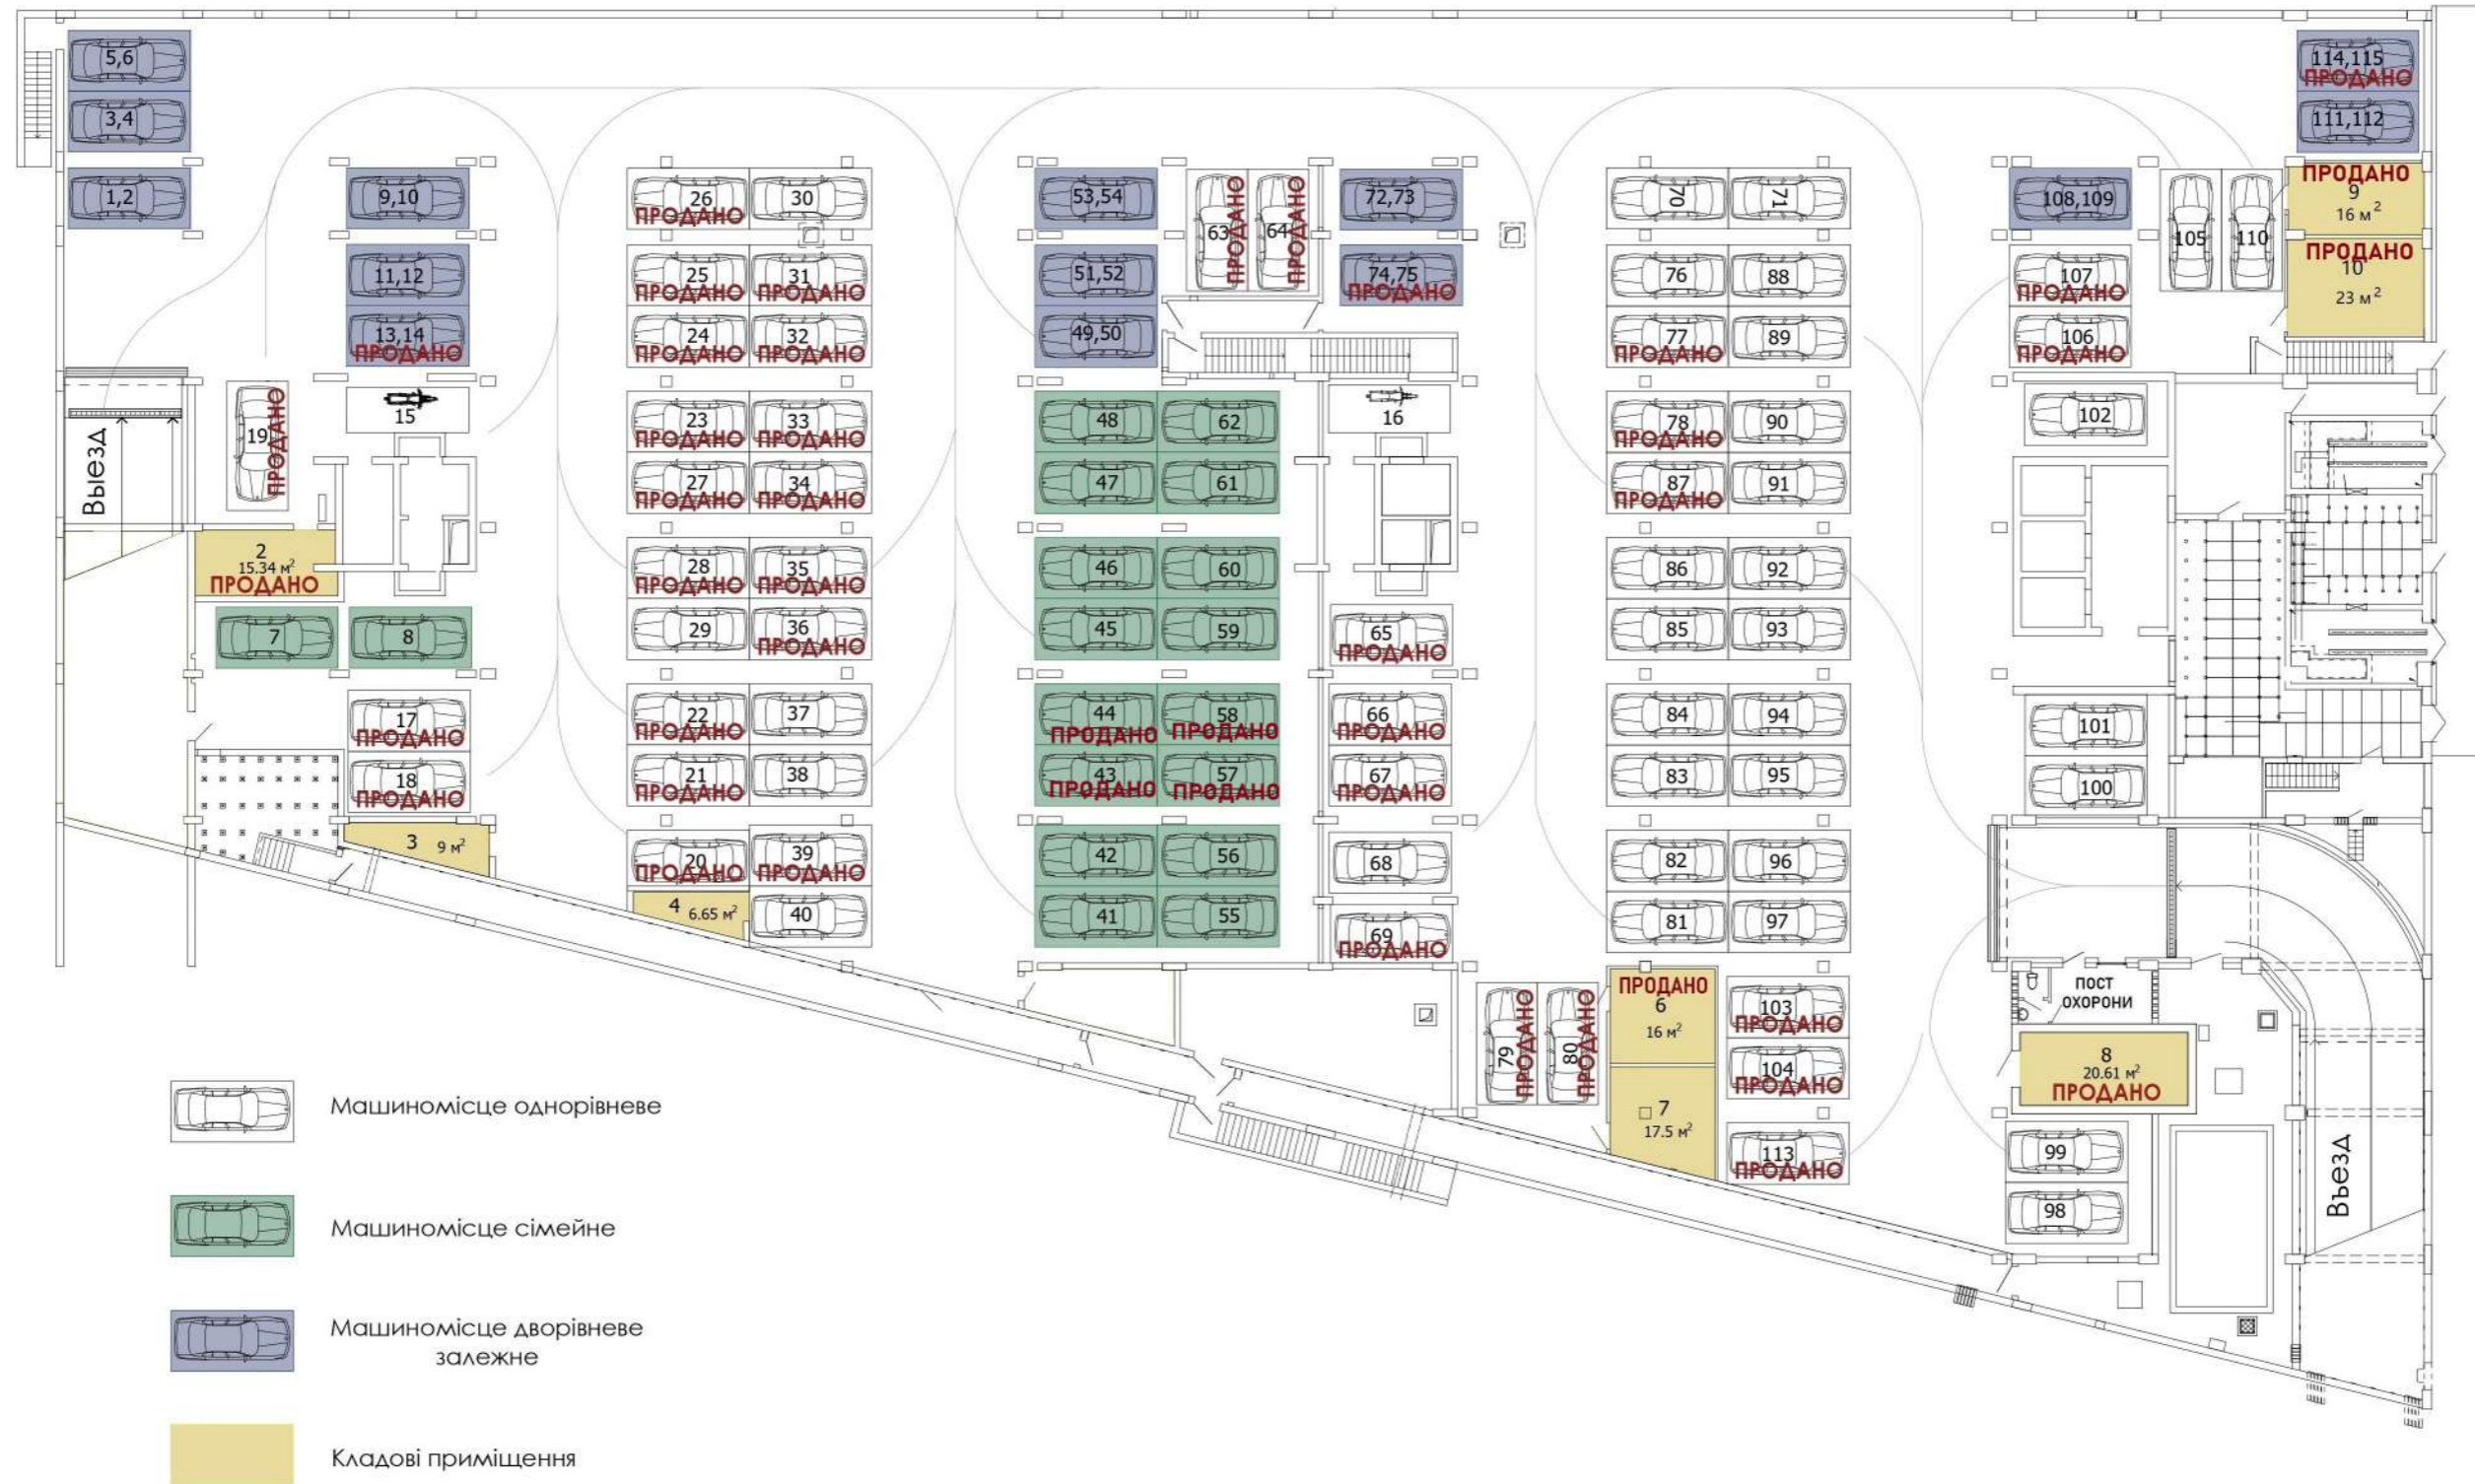 5,6
114,115
ПРОДАНО
3,4
111,112
1,2
9,10
26
ПРОДАНО
30
53,54
63
ПРОДАНО
64
ПРОДАНО
72,73
70
71
108,109
105
110
ПРОДАНО
9
16 м²
11,12
25
ПРОДАНО
31
ПРОДАНО
51,52
74,75
ПРОДАНО
76
88
107
ПРОДАНО
ПРОДАНО
10
23 м²
13,14
ПРОДАНО
24
ПРОДАНО
32
ПРОДАНО
49,50
77
ПРОДАНО
89
106
ПРОДАНО
Выезд
19
ПРОДАНО
15
23
ПРОДАНО
33
ПРОДАНО
48
62
16
78
ПРОДАНО
90
102
27
ПРОДАНО
34
ПРОДАНО
47
61
87
ПРОДАНО
91
2
15.34 м²
ПРОДАНО
28
ПРОДАНО
35
ПРОДАНО
46
60
86
92
7
8
29
36
ПРОДАНО
45
59
65
ПРОДАНО
85
93
17
ПРОДАНО
22
ПРОДАНО
37
44
ПРОДАНО
58
ПРОДАНО
66
ПРОДАНО
84
94
101
18
ПРОДАНО
21
ПРОДАНО
38
43
ПРОДАНО
57
ПРОДАНО
67
ПРОДАНО
83
95
100
3 9 м²
20
ПРОДАНО
39
ПРОДАНО
42
56
68
82
96
4 6.65 м²
40
41
55
69
ПРОДАНО
81
97
79
ПРОДАНО
80
ПРОДАНО
ПРОДАНО
6
16 м²
103
ПРОДАНО
ПОСТ
ОХОРОНИ
104
ПРОДАНО
8
20.61 м²
ПРОДАНО
7
17.5 м²
113
ПРОДАНО
99
98
Въезд
Машиномісце однорівневе
Машиномісце сімейне
Машиномісце дворівневе
залежне
Кладові приміщення